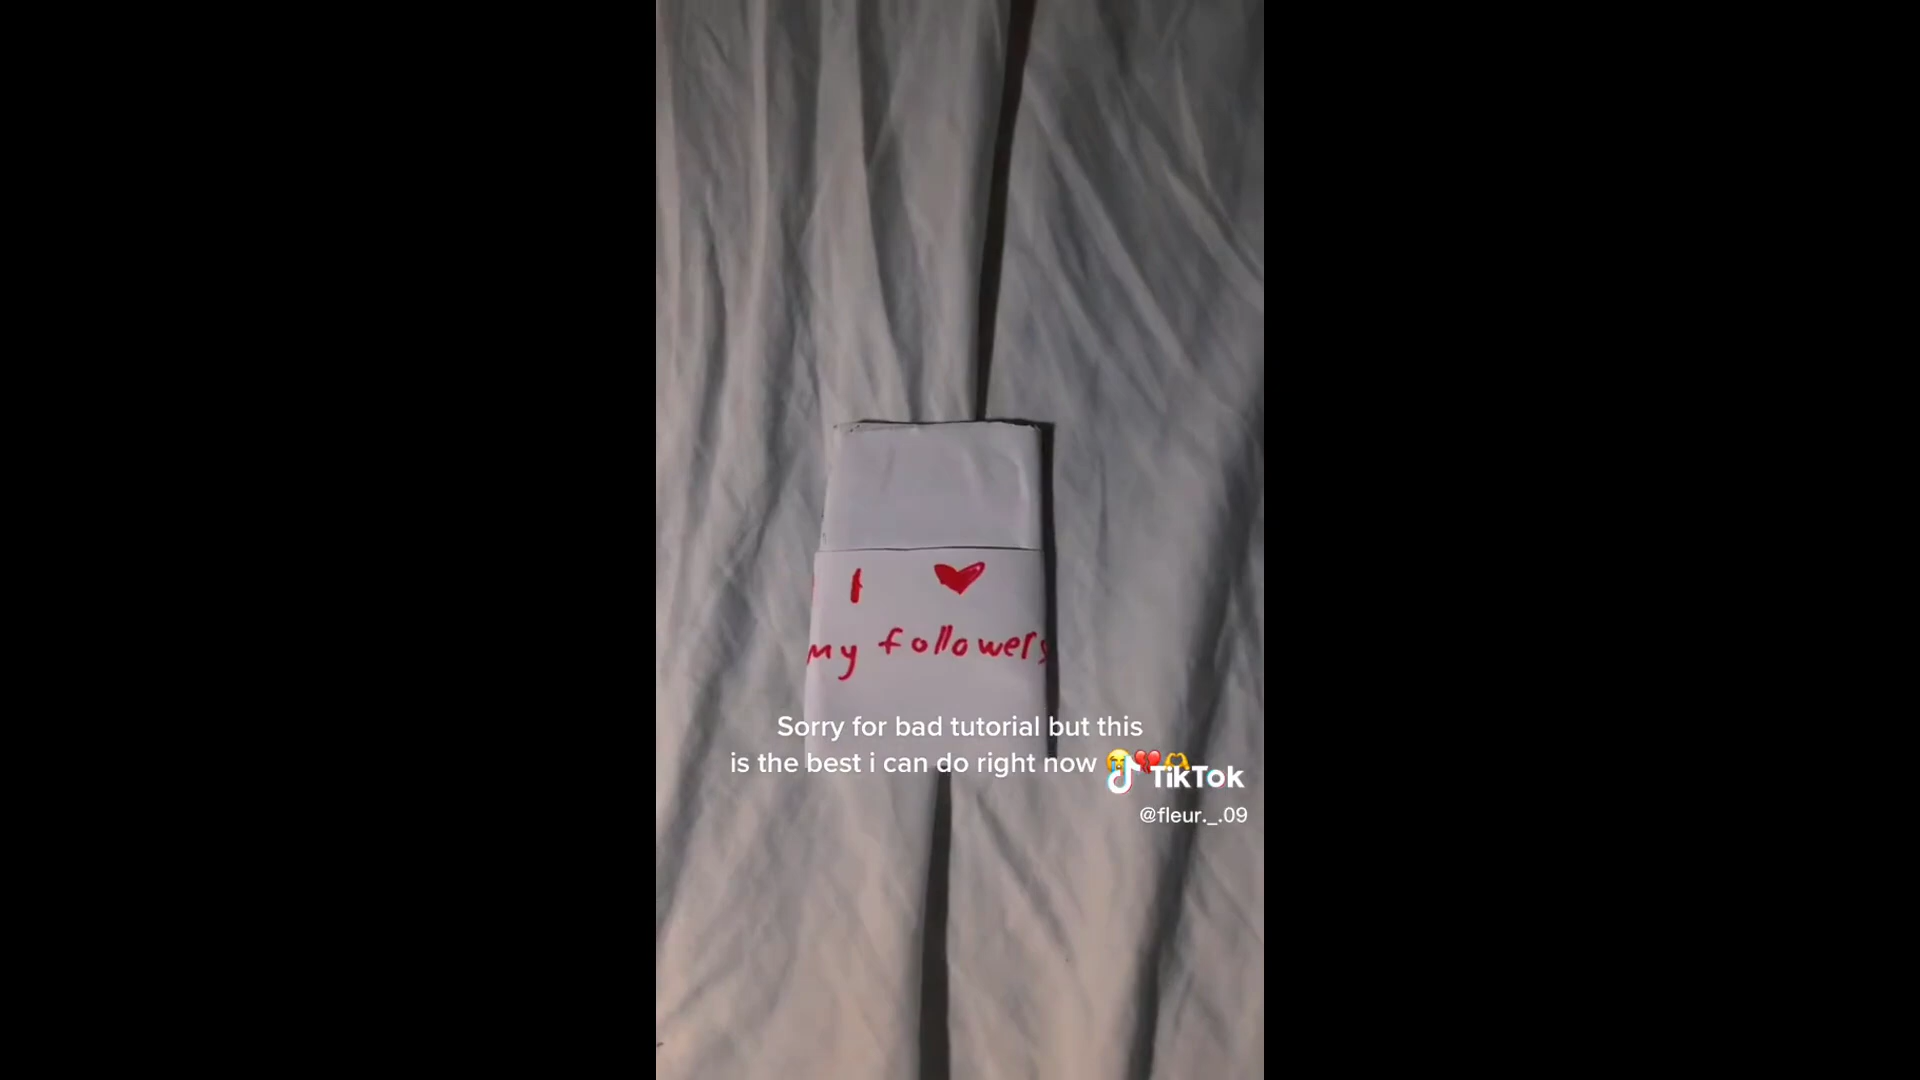 I ❤
my followers
Sorry for bad tutorial but this
is the best i can do right now 😭💔🫶
TikTok
@fleur._.09